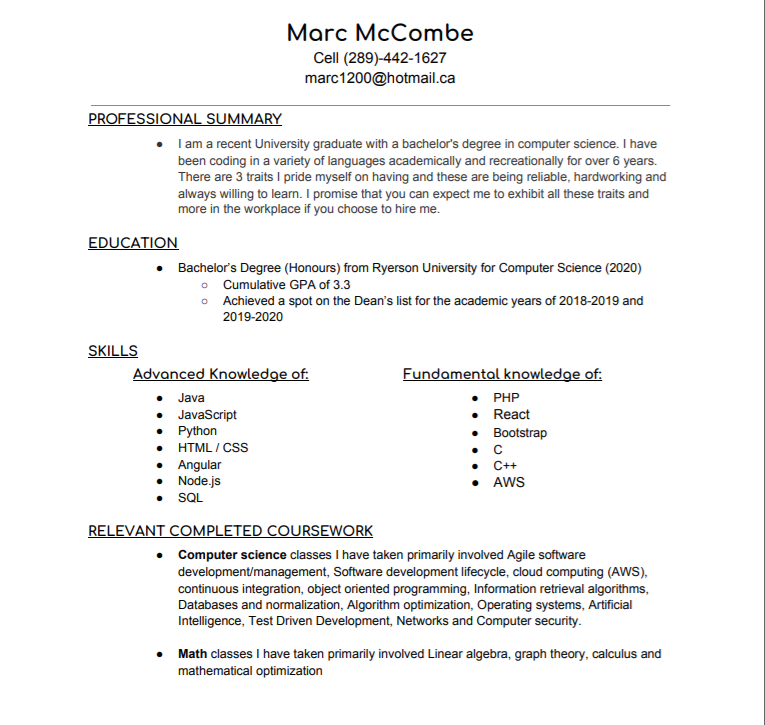 Marc McCombe
Cell (289)-442-1627
marc1200@hotmail.ca
PROFESSIONAL SUMMARY
● I am a recent University graduate with a bachelor's degree in computer science. I have
been coding in a variety of languages academically and recreationally for over 6 years.
There are 3 traits I pride myself on having and these are being reliable, hardworking and
always willing to learn. I promise that you can expect me to exhibit all these traits and
more in the workplace if you choose to hire me.
EDUCATION
● Bachelor's Degree (Honours) from Ryerson University for Computer Science (2020)
○ Cumulative GPA of 3.3
○ Achieved a spot on the Dean's list for the academic years of 2018-2019 and
2019-2020
SKILLS
Advanced Knowledge of:
● Java
● JavaScript
● Python
● HTML / CSS
● Angular
● Node.js
● SQL
Fundamental knowledge of:
● PHP
● React
● Bootstrap
● C
● C++
● AWS
RELEVANT COMPLETED COURSEWORK
● Computer science classes I have taken primarily involved Agile software
development/management, Software development lifecycle, cloud computing (AWS),
continuous integration, object oriented programming, Information retrieval algorithms,
Databases and normalization, Algorithm optimization, Operating systems, Artificial
Intelligence, Test Driven Development, Networks and Computer security.
● Math classes I have taken primarily involved Linear algebra, graph theory, calculus and
mathematical optimization